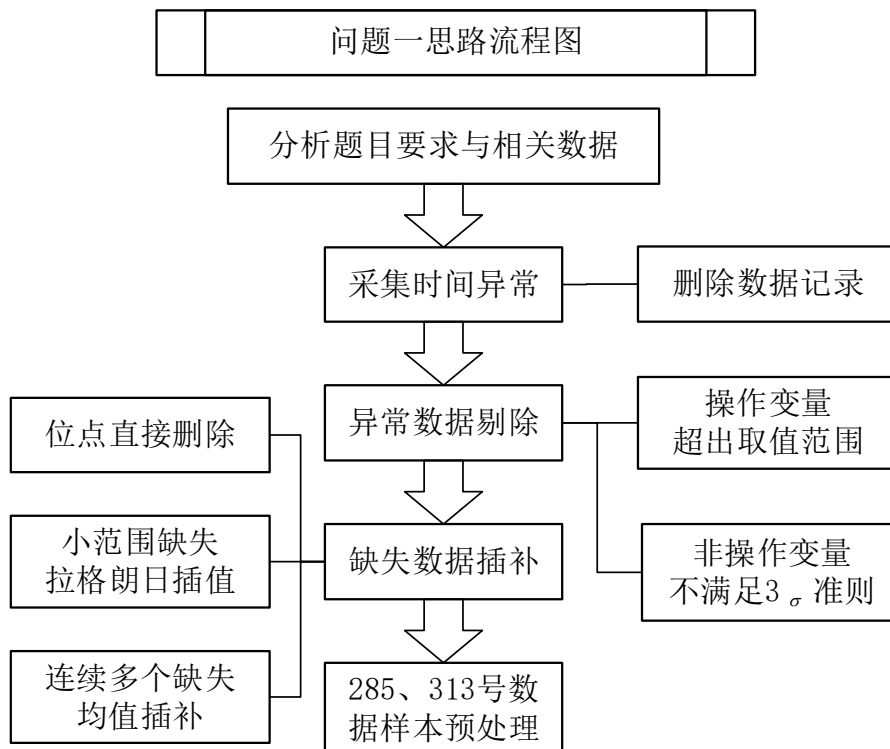 问题一思路流程图
分析题目要求与相关数据
采集时间异常
删除数据记录
异常数据剔除
操作变量
超出取值范围
位点直接删除
缺失数据插补
小范围缺失
拉格朗日插值
非操作变量
不满足3σ准则
连续多个缺失
均值插补
285、313号数
据样本预处理